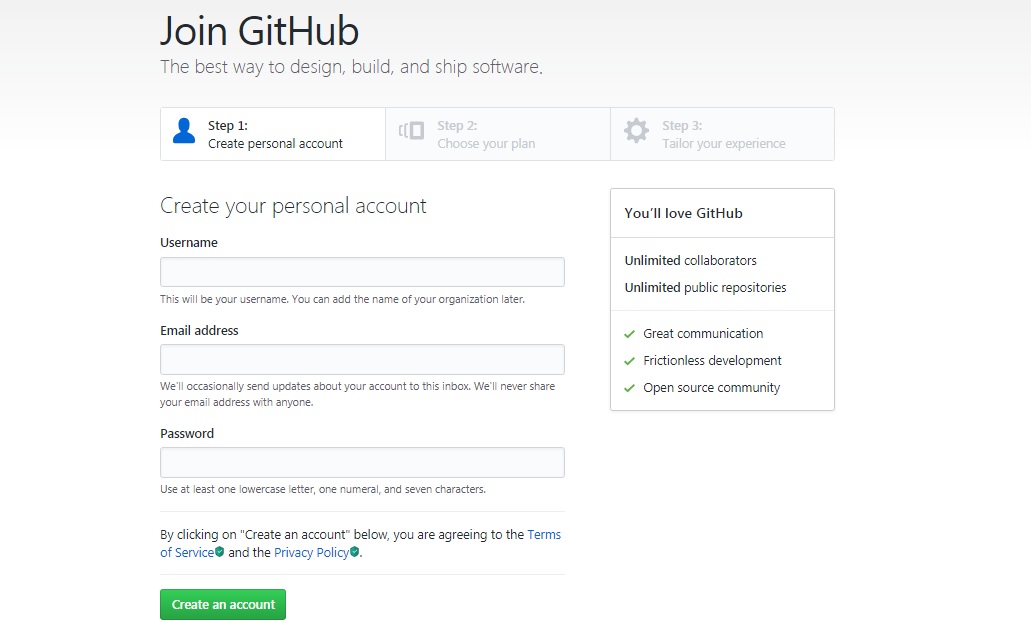 Join GitHub
The best way to design, build, and ship software.
Step 1:
Create personal account
Step 2:
Choose your plan
Step 3:
Tailor your experience
Create your personal account
Username
This will be your username. You can add the name of your organization later.
Email address
We'll occasionally send updates about your account to this inbox. We'll never share
your email address with anyone.
Password
Use at least one lowercase letter, one numeral, and seven characters.
By clicking on "Create an account" below, you are agreeing to the Terms
of Service and the Privacy Policy.
Create an account
You'll love GitHub
Unlimited collaborators
Unlimited public repositories
Great communication
Frictionless development
Open source community